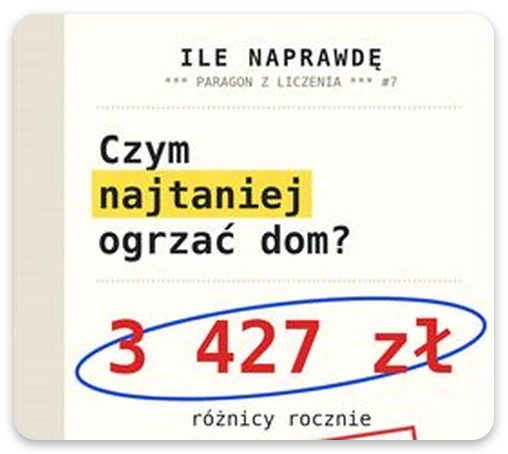 ILE NAPRAWDĘ
*** PARAGON Z LICZENIA *** #7
Czym
najtaniej
ogrzać dom?
3 427 zł
różnicy rocznie